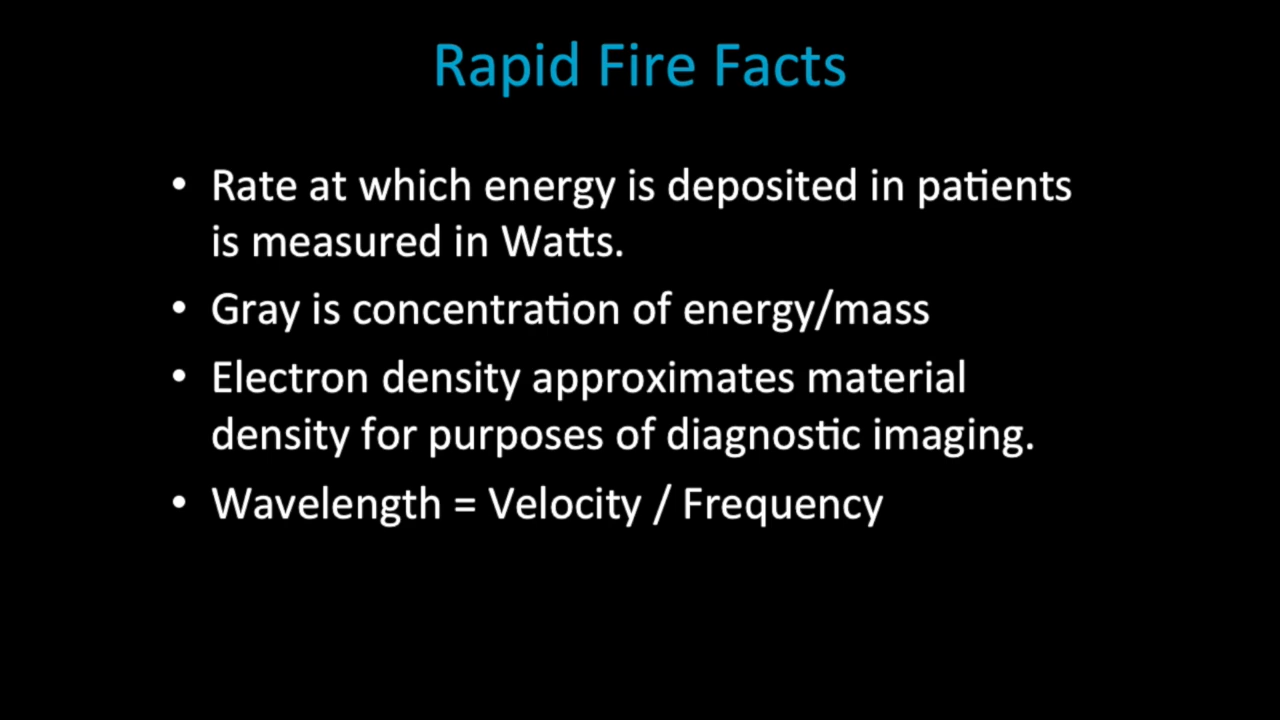 Rapid Fire Facts
• Rate at which energy is deposited in patients
is measured in Watts.
• Gray is concentration of energy/mass
• Electron density approximates material
density for purposes of diagnostic imaging.
• Wavelength = Velocity / Frequency